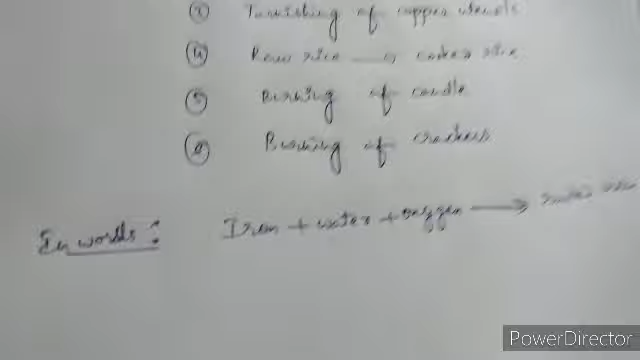 ③ Tarnishing of copper utensils
④ Raw rice → cooked rice
⑤ Burning of candle
⑥ Burning of crackers
In words: Iron + water + oxygen →
PowerDirector